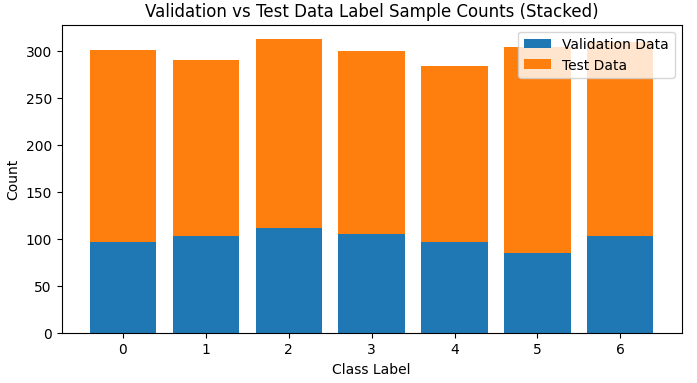 Validation vs Test Data Label Sample Counts (Stacked)
Validation Data
Test Data
300
250
200
150
100
50
0
Count
0 1 2 3 4 5 6
Class Label